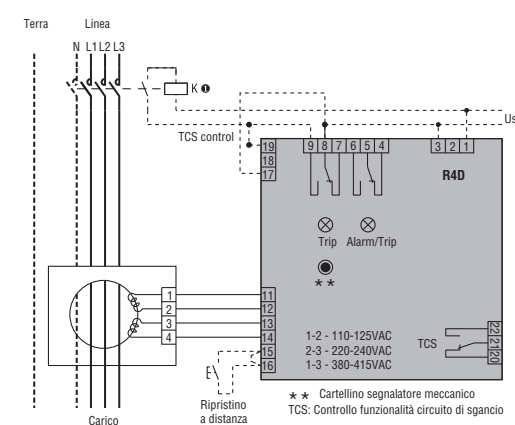 Terra Linea
N L1 L2 L3
K ❶
Us
TCS control
19 9 8 7 6 5 4 3 2 1
18
17
R4D
Trip Alarm/Trip
**
1 11
2 12
3 13
4 14
15
16
1-2 - 110-125VAC
2-3 - 220-240VAC
1-3 - 380-415VAC
TCS
22
21
20
E
Ripristino
a distanza
Carico
** Cartellino segnalatore meccanico
TCS: Controllo funzionalità circuito di sgancio